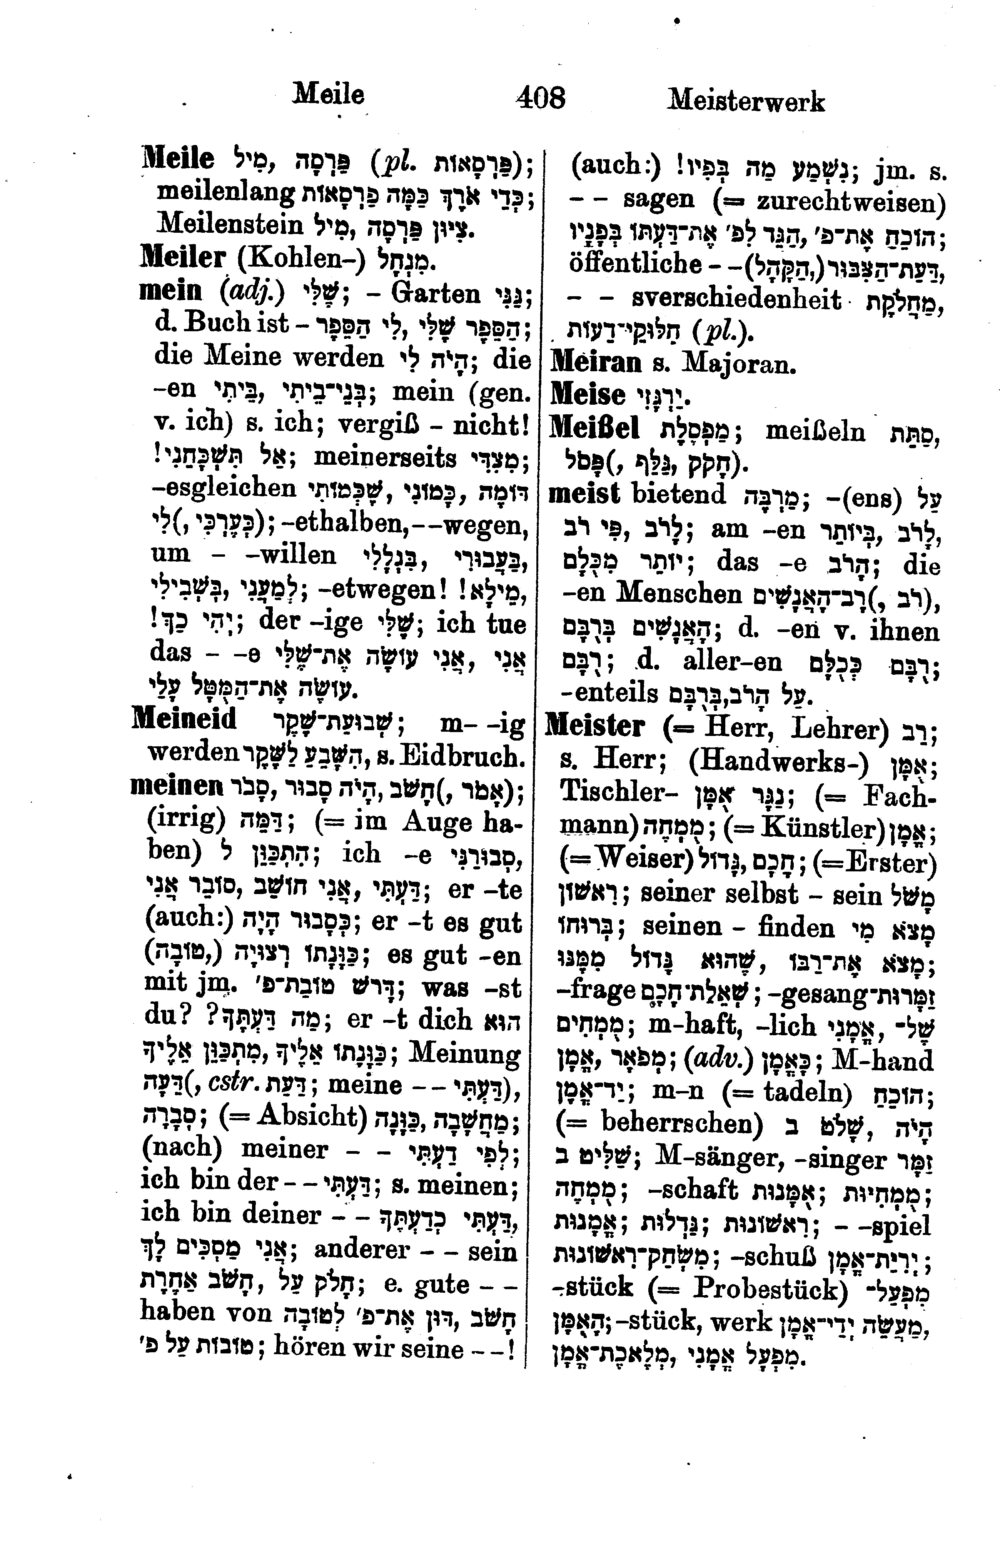 Meile 408 Meisterwerk
Meile פַּרְסָה, מִיל (pl. פַּרְסָאוֹת);
meilenlang כְּדֵי אֹרֶךְ כַּמָּה פַרְסָאוֹת;
Meilenstein צִיּוּן פַּרְסָה, מִיל.
Meiler (Kohlen-) מִנְחָל.
mein (adj.) שֶׁלִּי; – Garten גַּנִּי;
d. Buch ist – הַסֵּפֶר שֶׁלִּי, לִי הַסֵּפֶר;
die Meine werden הָיֹה לִי; die
-en בְּנֵי־בֵיתִי, בֵּיתִי; mein (gen.
v. ich) s. ich; vergiß – nicht!
אַל תִּשְׁכָּחֵנִי!; meinerseits מִצִּדִּי;
-esgleichen דּוֹמֶה, כָּמוֹנִי, שֶׁכְּמוֹתִי
לִי (כְּעֶרְכִּי,); -ethalben, --wegen,
um – -willen בַּעֲבוּרִי, בִּגְלָלִי,
לְמַעֲנִי, בִּשְׁבִילִי; -etwegen! מֵילָא!,
יְהִי כָךְ!; der -ige שֶׁלִּי; ich tue
das – -e אֲנִי עוֹשֶׂה אֶת־שֶׁלִּי, אֲנִי
עוֹשֶׂה אֶת־הַמֻּטָּל עָלַי.
Meineid שְׁבוּעַת־שֶׁקֶר; m- -ig
werden הִשָּׁבַע לְשָׁקֶר, s. Eidbruch.
meinen חָשֹׁב, הָיֹה סָבוּר, סָבֹר (אָמֹר,);
(irrig) דַּמֵּה; (= im Auge ha-
ben) הִתְכַּוֵּן ל; ich -e סְבוּרַנִי,
דַּעְתִּי, אֲנִי חוֹשֵׁב, סוֹבֵר אֲנִי; er -te
(auch:) כְּסָבוּר הָיָה; er -t es gut
כַּוָּנָתוֹ רְצוּיָה (טוֹבָה,); es gut -en
mit jm. דָּרֹשׁ טוֹבַת־פ'; was -st
du? מַה דַּעְתֶּךָ?; er -t dich הוּא
מִתְכַּוֵּן אֵלֶיךָ, כַּוָּנָתוֹ אֵלֶיךָ; Meinung
דֵּעָה (, cstr. דַּעַת; meine -- דַּעְתִּי),
סְבָרָה; (= Absicht) מַחֲשָׁבָה, כַּוָּנָה;
(nach) meiner – – לְפִי דַעְתִּי;
ich bin der -- דַּעְתִּי; s. meinen;
ich bin deiner – – דַּעְתִּי כְדַעְתֶּךָ,
אֲנִי מַסְכִּים לָךְ; anderer – – sein
חָלֹק עַל, חָשֹׁב אַחֶרֶת; e. gute – –
haben von חָשֹׁב, דּוּן אֶת־פ' לְטוֹבָה
טוֹבוֹת עַל פ'; hören wir seine --!
(auch:) נִשְׁמַע מַה בְּפִיו!; jm. s.
– – sagen (= zurechtweisen)
הוֹכֵחַ אֶת־פ', הַגֵּד לְפ' אֶת־דַּעְתּוֹ בְּפָנָיו;
öffentliche – – דַּעַת־הַצִּבּוּר (הַקָּהָל,),
– – sverschiedenheit מַחֲלֹקֶת,
חִלּוּקֵי־דֵעוֹת (pl.).
Meiran s. Majoran.
Meise יַרְגָּזִי.
Meißel מַפְסֶלֶת; meißeln סַתֵּת,
פָּסֹל (חָקֹק, גַּלֵּף,).
meist bietend מַרְבֶּה; -(ens) עַל
לָרֹב, פִּי רֹב; am -en לָרֹב, בְּיוֹתֵר,
יוֹתֵר מִכֻּלָּם; das -e הָרֹב; die
-en Menschen רֹב־הָאֲנָשִׁים (רֹב,),
הָאֲנָשִׁים בְּרֻבָּם; d. -en v. ihnen
רֻבָּם; d. aller-en רֻבָּם כְּכֻלָּם;
-enteils עַל הָרֹב, בְּרֻבָּם.
Meister (= Herr, Lehrer) רַב;
s. Herr; (Handwerks-) אֻמָּן;
Tischler- נַגָּר אֻמָּן; (= Fach-
mann) מֻמְחֶה; (= Künstler) אֳמָן;
(= Weiser) חָכָם, גָּדוֹל; (= Erster)
רִאשׁוֹן; seiner selbst – sein מָשֹׁל
בְּרוּחוֹ; seinen – finden מָצֹא מִי
שֶׁהוּא גָּדוֹל מִמֶּנּוּ, מָצֹא אֶת־רַבּוֹ;
-frage שְׁאֵלַת־חָכָם; -gesang זִמְרוֹת־
מֻמְחִים; m-haft, -lich אֳמָנִי, שֶׁל־
אֳמָן, מְפֹאָר; (adv.) כָּאֳמָן; M-hand
יַד־אֳמָן; m-n (= tadeln) הוֹכֵחַ;
(= beherrschen) שָׁלֹט ב, הָיֹה
שַׁלִּיט ב; M-sänger, -singer זַמָּר
מֻמְחֶה; -schaft אֻמָּנוּת; מֻמְחִיּוּת;
אֳמָנוּת; גַּדְלוּת; רִאשׁוֹנוּת; – -spiel
מִשְׂחַק־רִאשׁוֹנוּת; -schuß יְרִיַּת־אֳמָן;
-stück (= Probestück) מִפְעַל־
הָאֻמָּן; -stück, werk מַעֲשֵׂה יְדֵי־אֳמָן,
מִפְעָל אֳמָנִי, מְלֶאכֶת־אֳמָן.